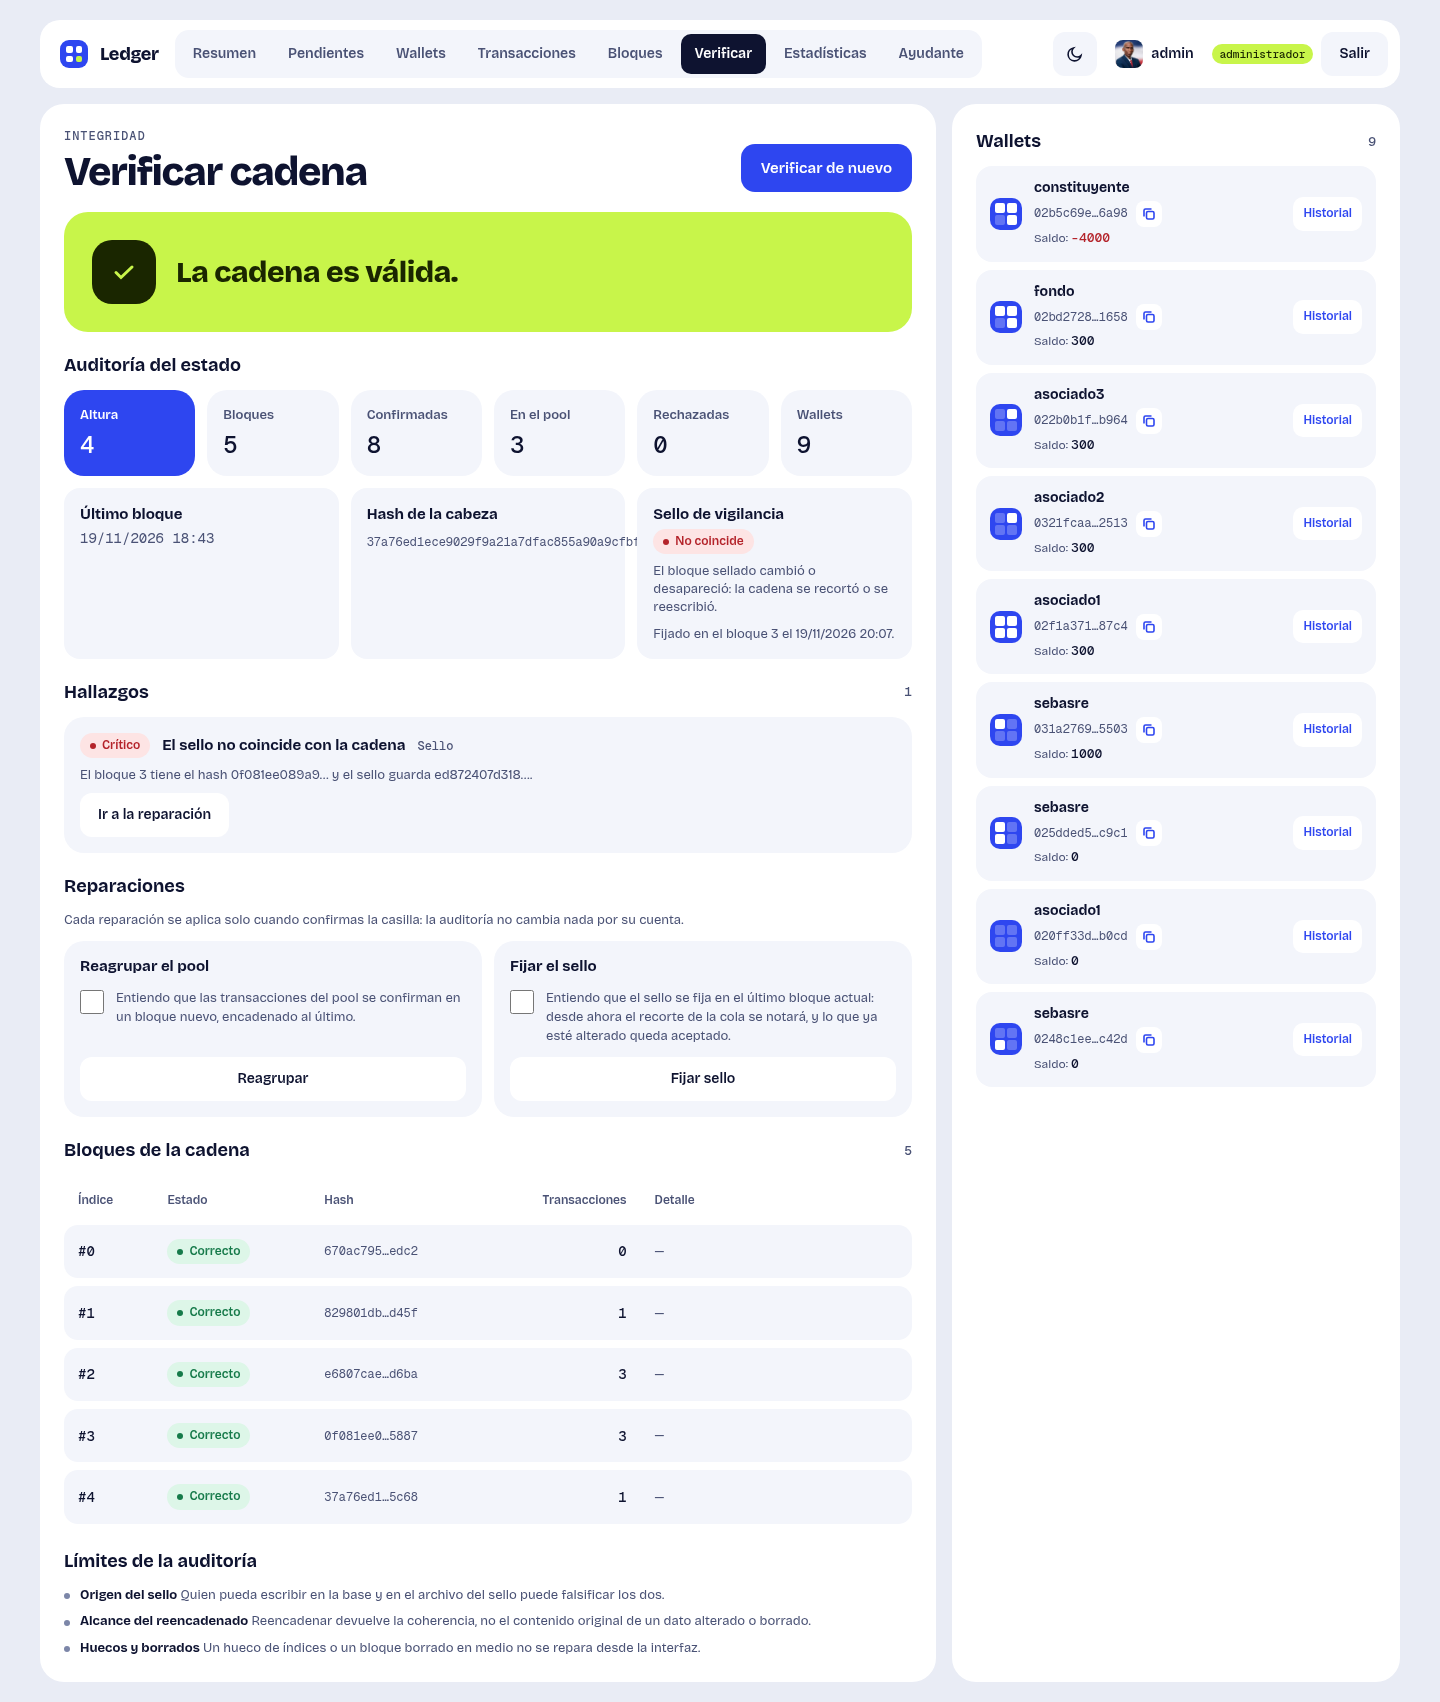 Ledger
Resumen
Pendientes
Wallets
Transacciones
Bloques
Verificar
Estadísticas
Ayudante
admin
administrador
Salir
INTEGRIDAD
Verificar cadena
Verificar de nuevo
La cadena es válida.
Auditoría del estado
Altura
4
Bloques
5
Confirmadas
8
En el pool
3
Rechazadas
0
Wallets
9
Último bloque
19/11/2026 18:43
Hash de la cabeza
37a76ed1ece9029f9a21a7dfac855a90a9cfbf
Sello de vigilancia
No coincide
El bloque sellado cambió o
desapareció: la cadena se recortó o se
reescribió.
Fijado en el bloque 3 el 19/11/2026 20:07.
Hallazgos
1
Crítico
El sello no coincide con la cadena
Sello
El bloque 3 tiene el hash 0f081ee089a9... y el sello guarda ed872407d318....
Ir a la reparación
Reparaciones
Cada reparación se aplica solo cuando confirmas la casilla: la auditoría no cambia nada por su cuenta.
Reagrupar el pool
Entiendo que las transacciones del pool se confirman en
un bloque nuevo, encadenado al último.
Reagrupar
Fijar el sello
Entiendo que el sello se fija en el último bloque actual:
desde ahora el recorte de la cola se notará, y lo que ya
esté alterado queda aceptado.
Fijar sello
Bloques de la cadena
5
Índice Estado Hash Transacciones Detalle
#0 Correcto 670ac795…edc2 0 —
#1 Correcto 829801db…d45f 1 —
#2 Correcto e6807cae…d6ba 3 —
#3 Correcto 0f081ee0…5887 3 —
#4 Correcto 37a76ed1…5c68 1 —
Límites de la auditoría
Origen del sello Quien pueda escribir en la base y en el archivo del sello puede falsificar los dos.
Alcance del reencadenado Reencadenar devuelve la coherencia, no el contenido original de un dato alterado o borrado.
Huecos y borrados Un hueco de índices o un bloque borrado en medio no se repara desde la interfaz.
Wallets
9
constituyente
02b5c69e…6a98
Saldo: -4000
Historial
fondo
02bd2728…1658
Saldo: 300
Historial
asociado3
022b0b1f…b964
Saldo: 300
Historial
asociado2
0321fcaa…2513
Saldo: 300
Historial
asociado1
02f1a371…87c4
Saldo: 300
Historial
sebasre
031a2769…5503
Saldo: 1000
Historial
sebasre
025dded5…c9c1
Saldo: 0
Historial
asociado1
020ff33d…b0cd
Saldo: 0
Historial
sebasre
0248c1ee…c42d
Saldo: 0
Historial